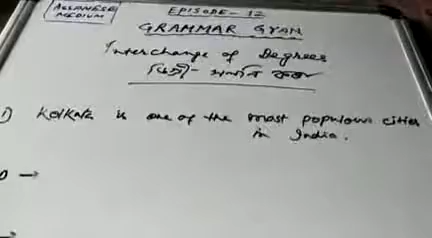 ASSAMESE MEDIUM
EPISODE - 12
GRAMMAR GYAN
Interchange of Degrees
ডিগ্ৰী-
1) Kolkata is one of the most populous cities
in India.
→
→